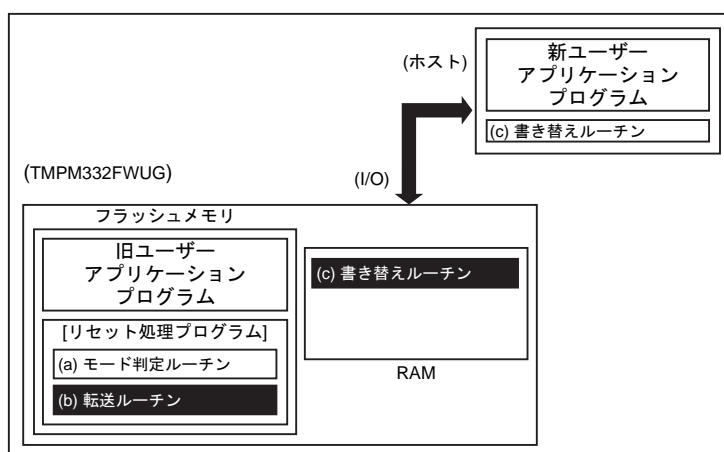 (ホスト)
新ユーザー
アプリケーション
プログラム
(c) 書き替えルーチン
(TMPM332FWUG)
(I/O)
フラッシュメモリ
旧ユーザー
アプリケーション
プログラム
[リセット処理プログラム]
(a) モード判定ルーチン
(b) 転送ルーチン
(c) 書き替えルーチン
RAM